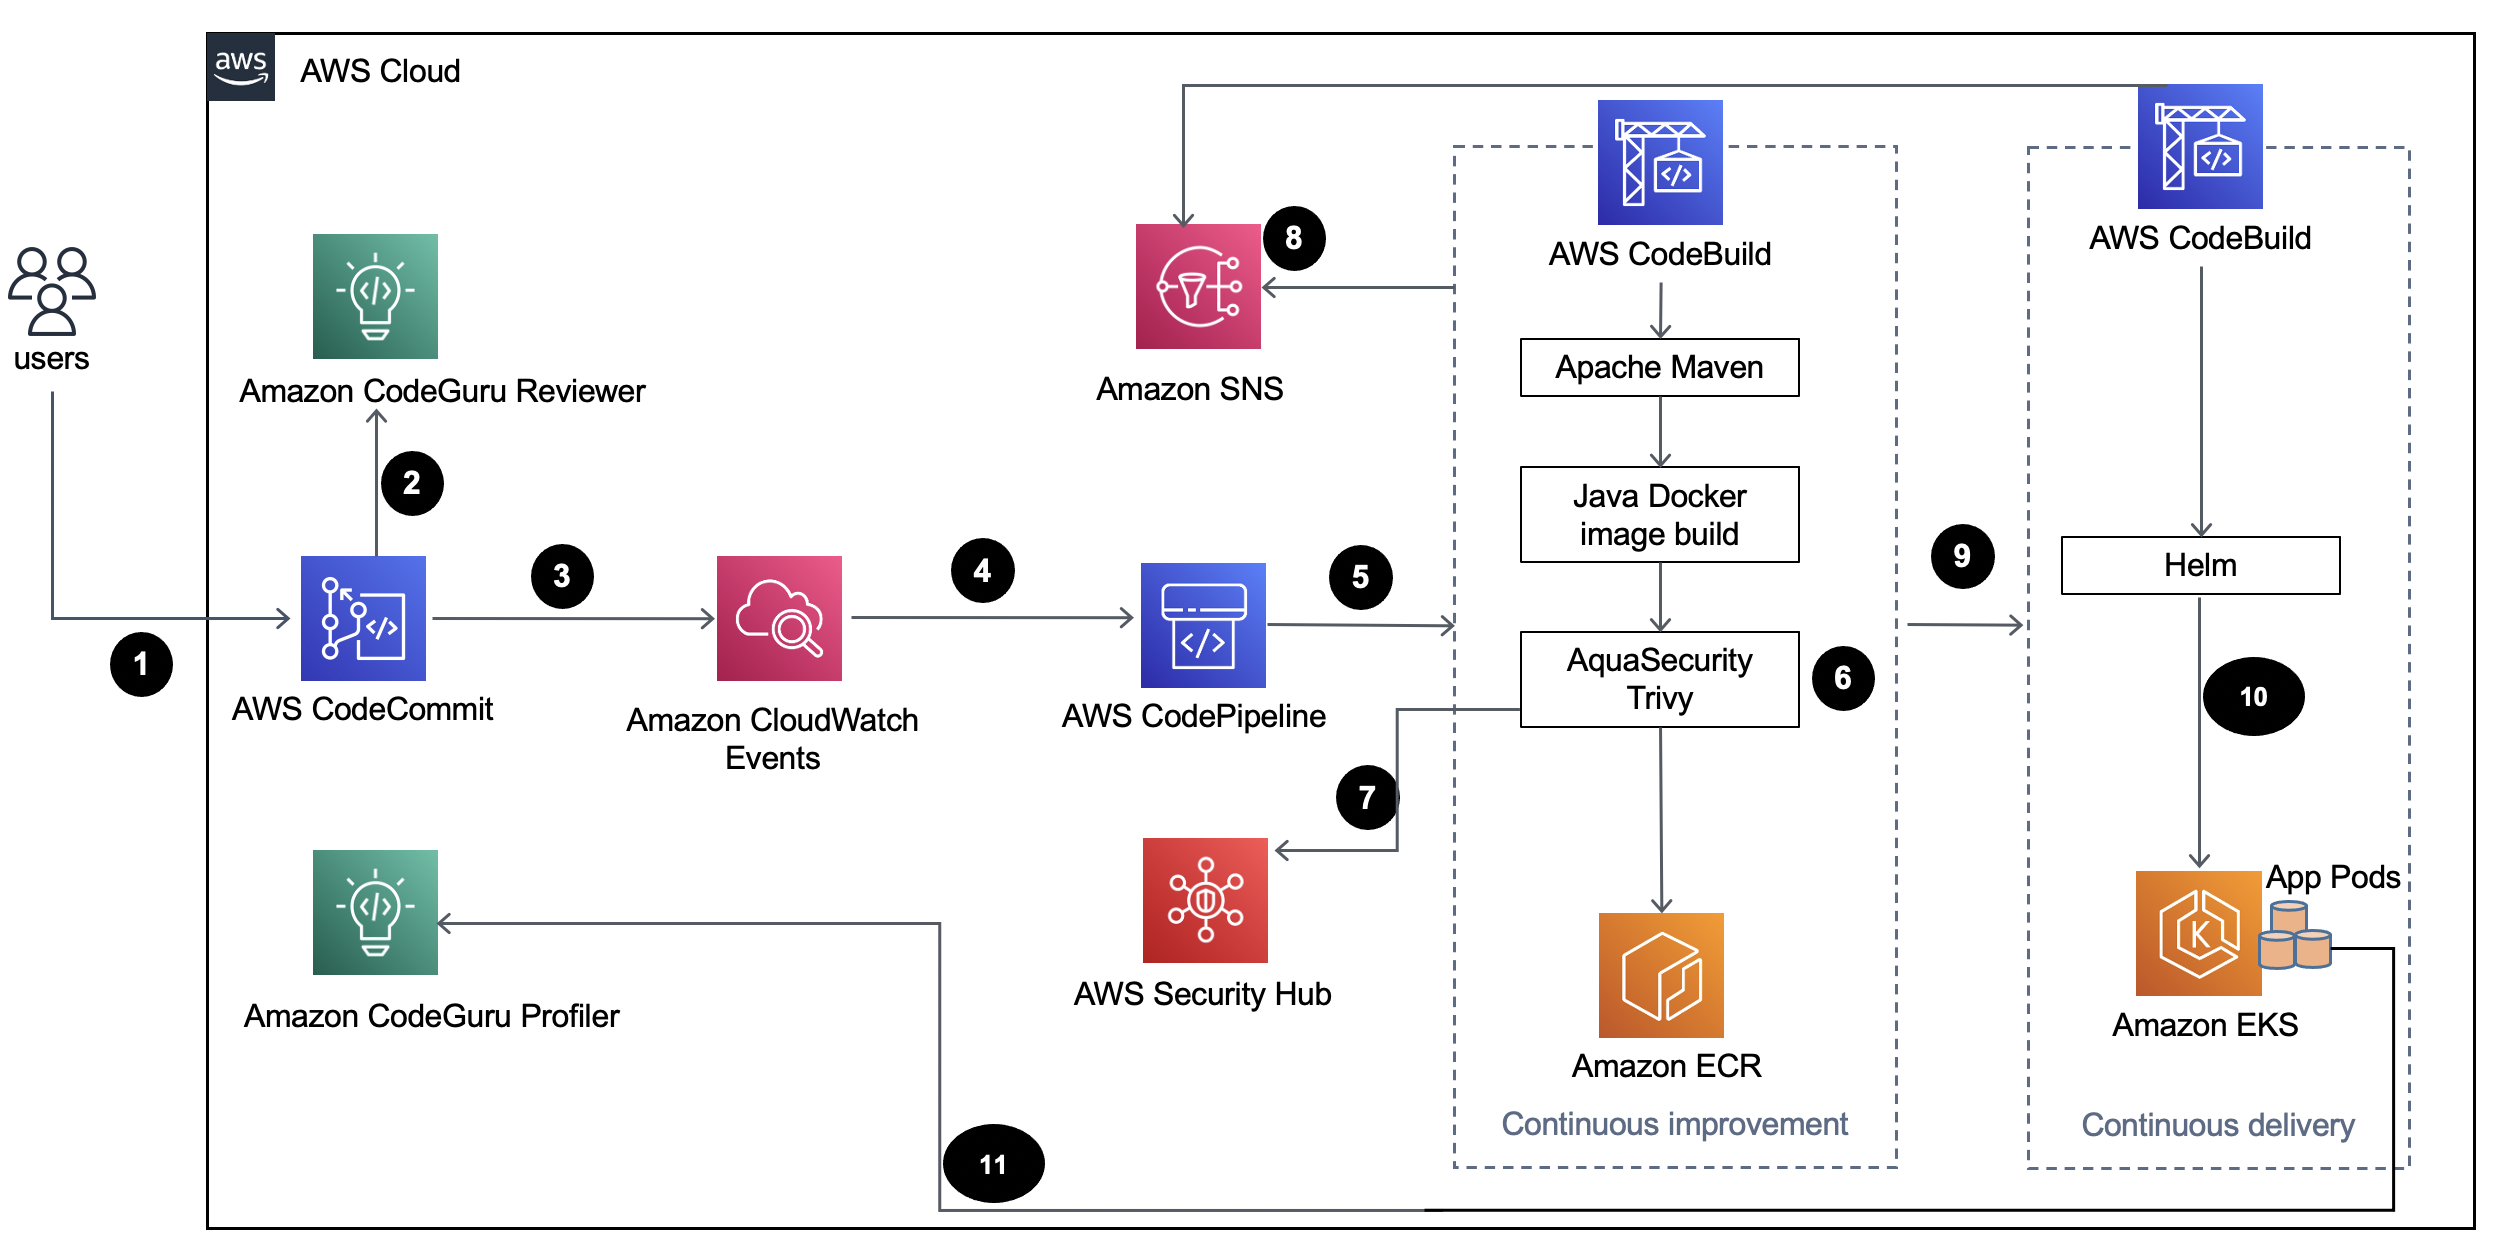 aws
AWS Cloud
users
Amazon CodeGuru Reviewer
1
2
3
4
5
AWS CodeCommit
Amazon CloudWatch
Events
AWS CodePipeline
Amazon SNS
8
AWS CodeBuild
Apache Maven
Java Docker
image build
AquaSecurity
Trivy
6
7
AWS Security Hub
Amazon ECR
Continuous improvement
9
AWS CodeBuild
Helm
10
App Pods
K
Amazon EKS
Continuous delivery
11
Amazon CodeGuru Profiler